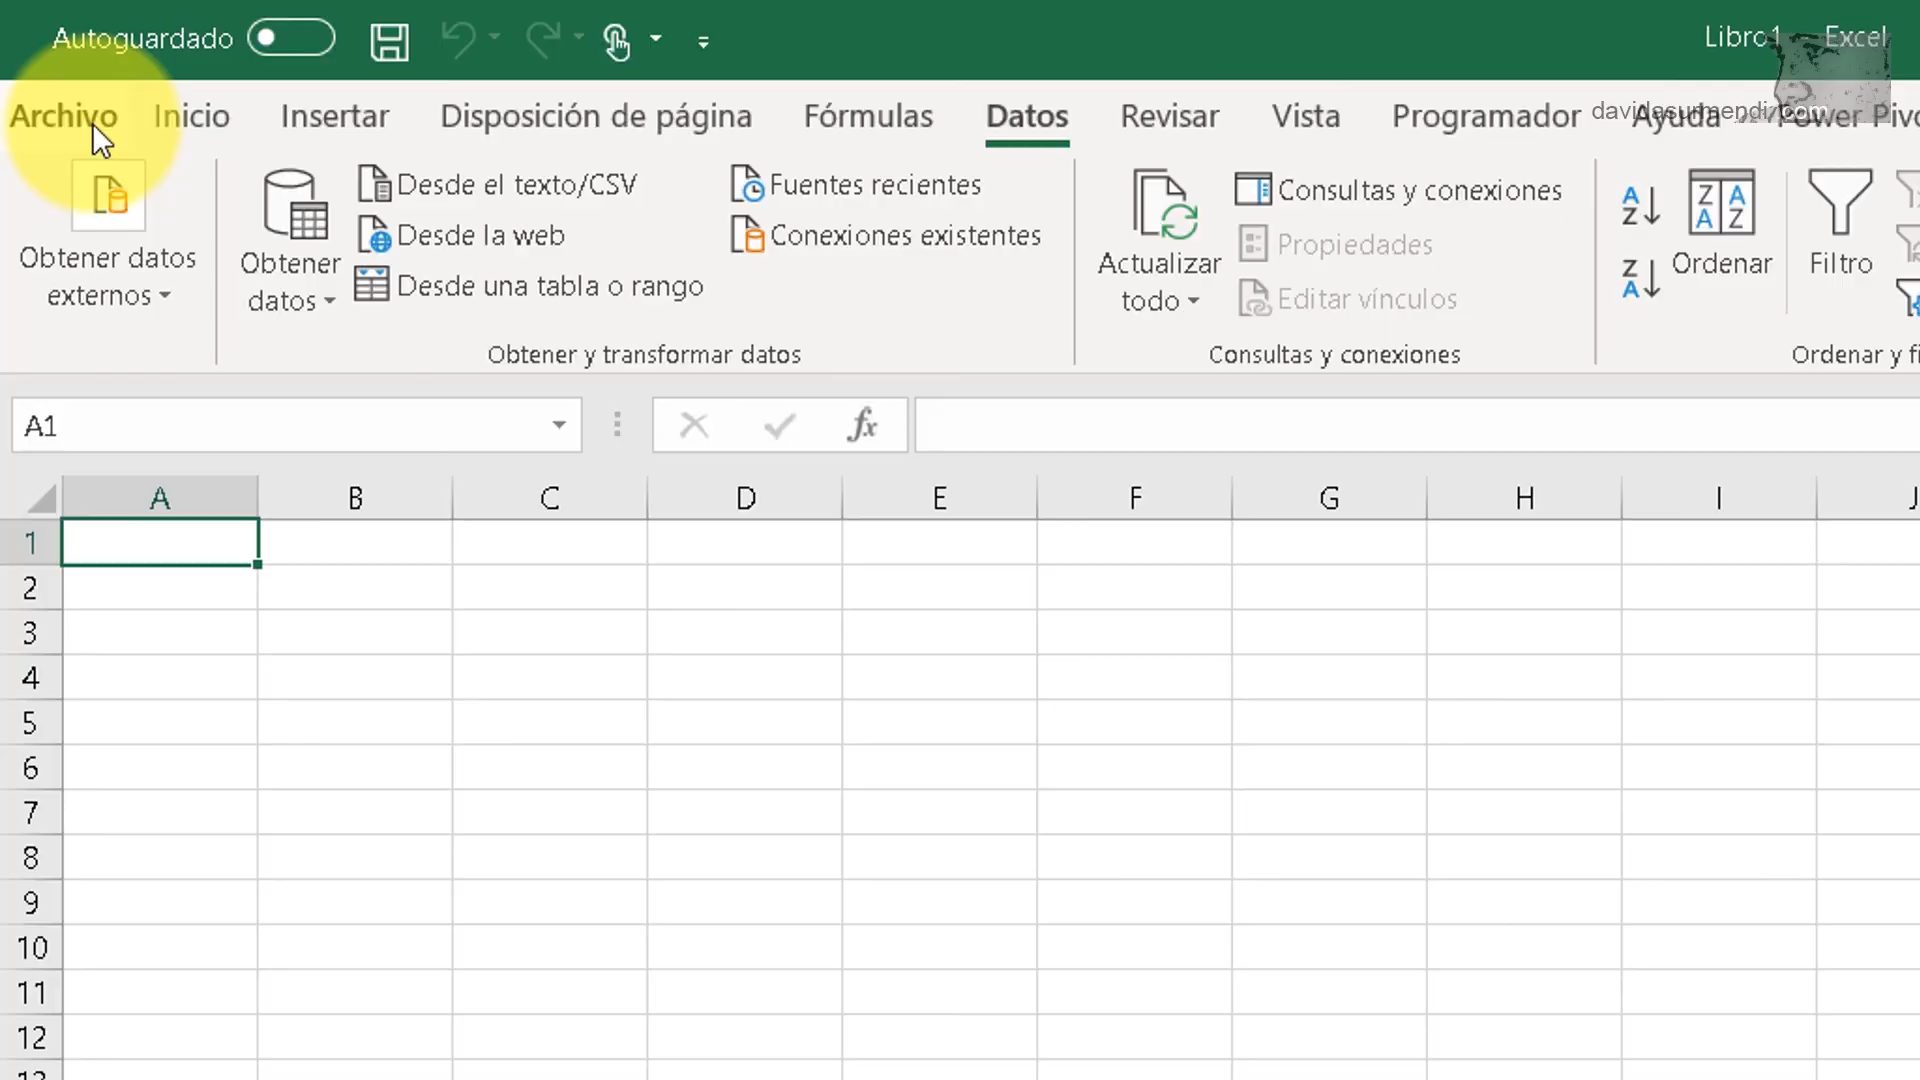 Autoguardado
Libro1 - Excel
Archivo Inicio Insertar Disposición de página Fórmulas Datos Revisar Vista Programador Ayuda Power
davidasurmendi.com
Obtener datos externos
Obtener datos
Desde el texto/CSV
Desde la web
Desde una tabla o rango
Fuentes recientes
Conexiones existentes
Obtener y transformar datos
Actualizar todo
Consultas y conexiones
Propiedades
Editar vínculos
Consultas y conexiones
Ordenar
Filtro
Ordenar y
A1
fx
A B C D E F G H I J
1
2
3
4
5
6
7
8
9
10
11
12
13